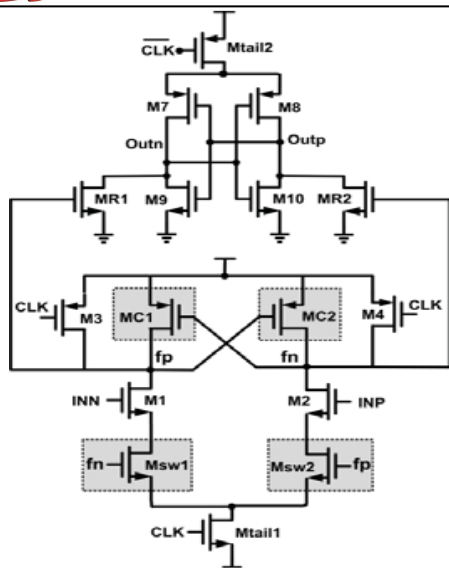 C̅L̅K̅ Mtail2
M7 M8
Outn Outp
MR1 M9 M10 MR2
CLK M3 MC1 MC2 M4 CLK
fp fn
INN M1 M2 INP
fn Msw1 Msw2 fp
CLK Mtail1